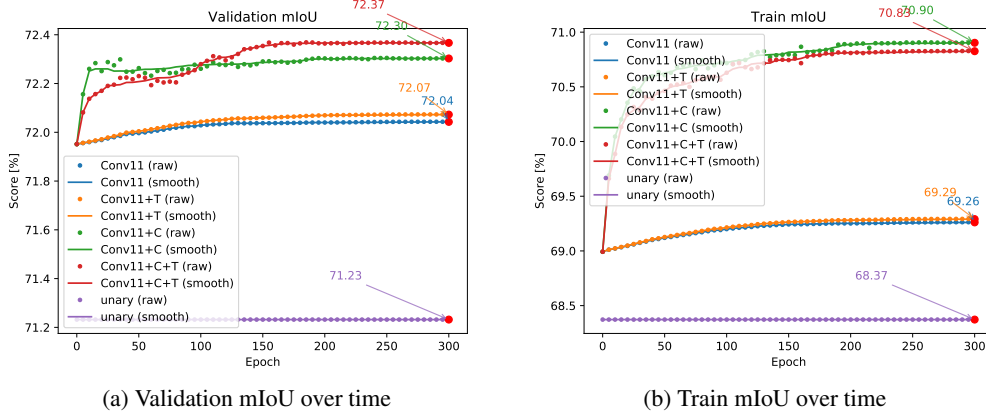 Validation mIoU
72.37
72.30
72.07
72.04
71.23
Score [%]
72.4
72.2
72.0
71.8
71.6
71.4
71.2
Conv11 (raw)
Conv11 (smooth)
Conv11+T (raw)
Conv11+T (smooth)
Conv11+C (raw)
Conv11+C (smooth)
Conv11+C+T (raw)
Conv11+C+T (smooth)
unary (raw)
unary (smooth)
0 50 100 150 200 250 300
Epoch
(a) Validation mIoU over time
Train mIoU
70.83
70.90
69.29
69.26
68.37
Score [%]
71.0
70.5
70.0
69.5
69.0
68.5
Conv11 (raw)
Conv11 (smooth)
Conv11+T (raw)
Conv11+T (smooth)
Conv11+C (raw)
Conv11+C (smooth)
Conv11+C+T (raw)
Conv11+C+T (smooth)
unary (raw)
unary (smooth)
0 50 100 150 200 250 300
Epoch
(b) Train mIoU over time